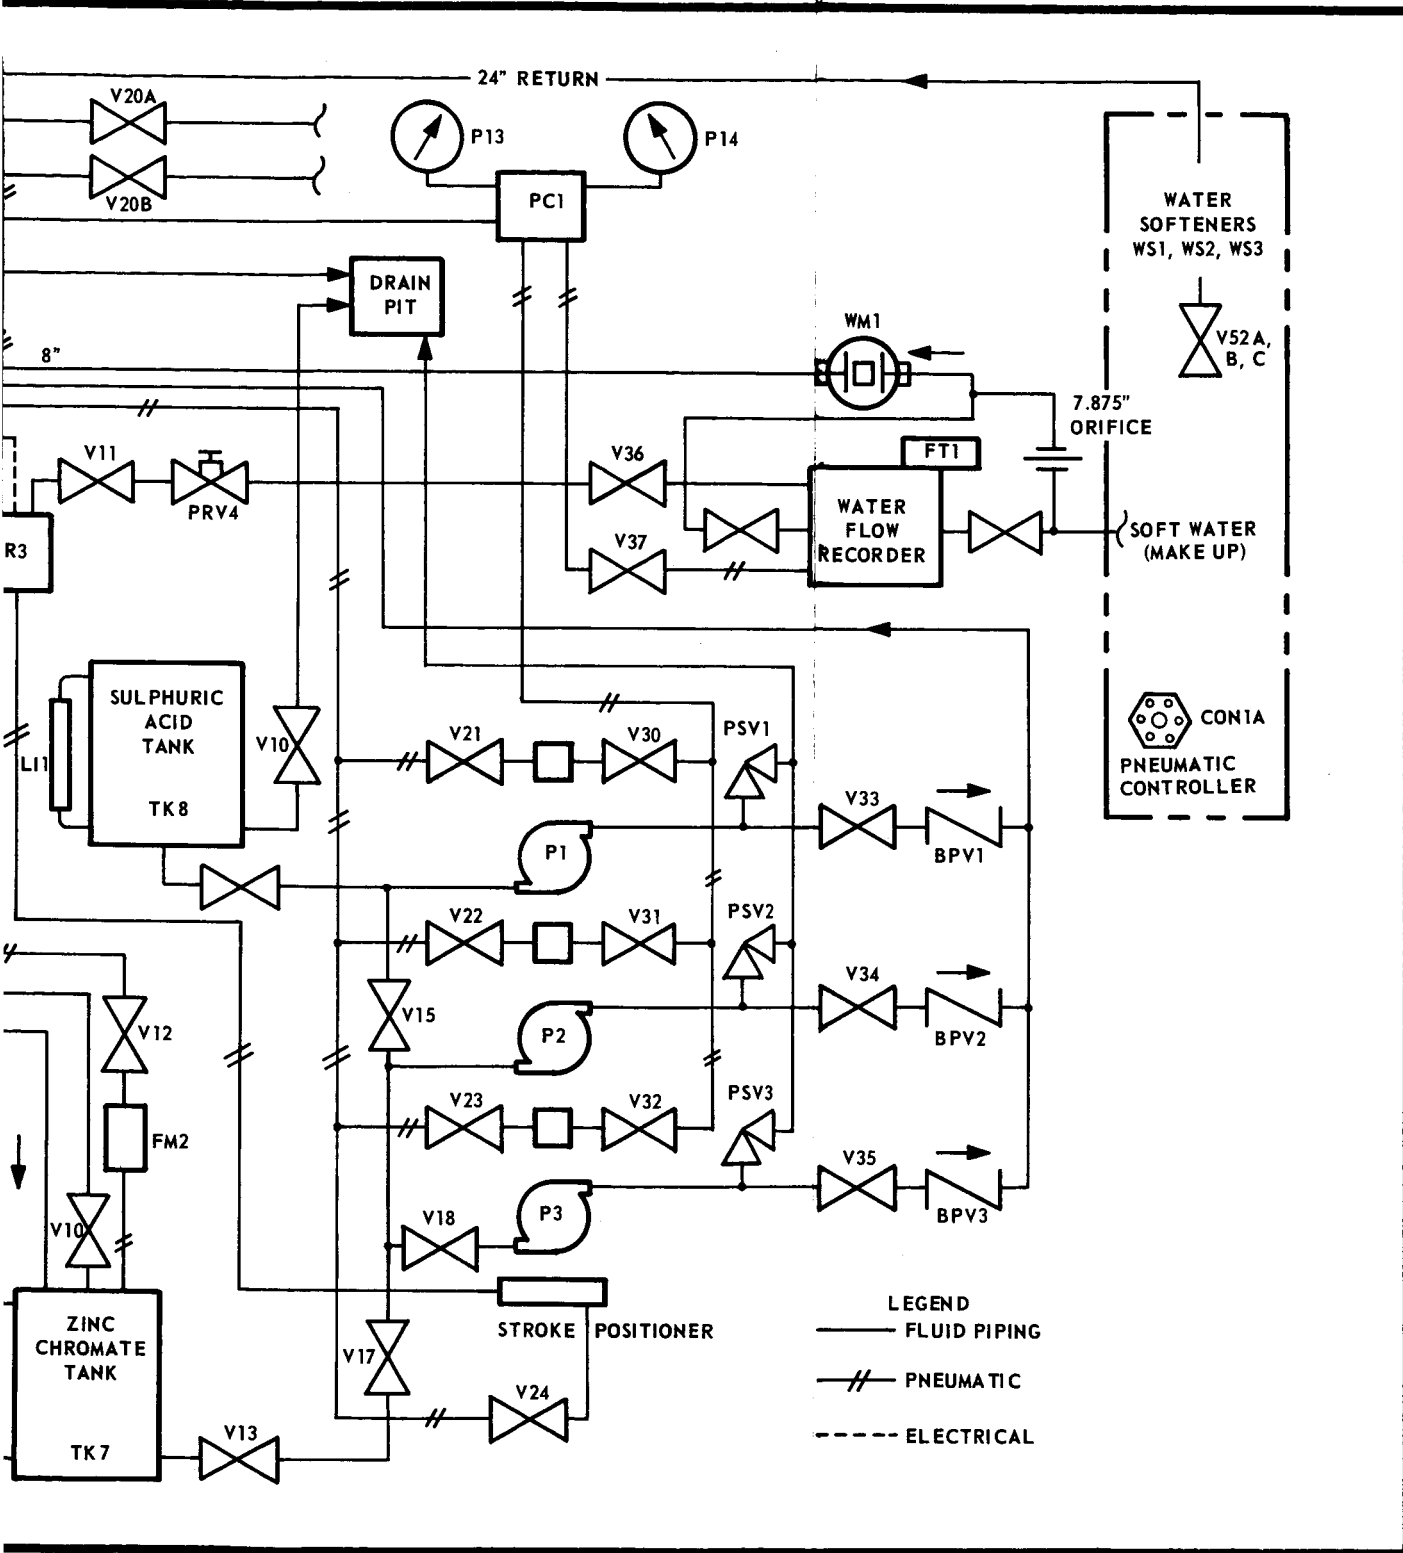 24" RETURN
V20A
P13
P14
V20B
PC1
WATER
SOFTENERS
WS1, WS2, WS3
DRAIN
PIT
WM1
V52A,
B, C
8"
7.875"
ORIFICE
V11
V36
FT1
PRV4
WATER
FLOW
RECORDER
SOFT WATER
(MAKE UP)
R3
V37
SULPHURIC
ACID
TANK
TK8
LI1
V10
V21
V30
PSV1
CON1A
PNEUMATIC
CONTROLLER
V33
P1
BPV1
V22
V31
PSV2
V34
V15
P2
BPV2
V12
V23
V32
PSV3
FM2
V35
V10
V18
P3
BPV3
ZINC
CHROMATE
TANK
TK7
STROKE POSITIONER
V17
V24
V13
LEGEND
FLUID PIPING
PNEUMATIC
ELECTRICAL